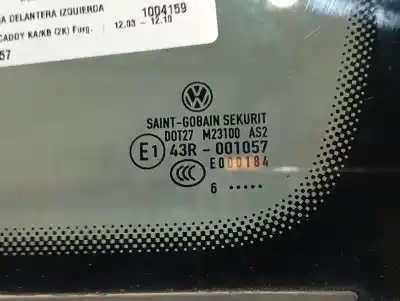 A DELANTERA IZQUIERDA 1004159
CADDY KA/KB (2K) Furg. 12.03 - 12.10
57
SAINT-GOBAIN SEKURIT
DOT27 M23100 AS2
E1 43R - 001057
E000184
CCC
6 •••••